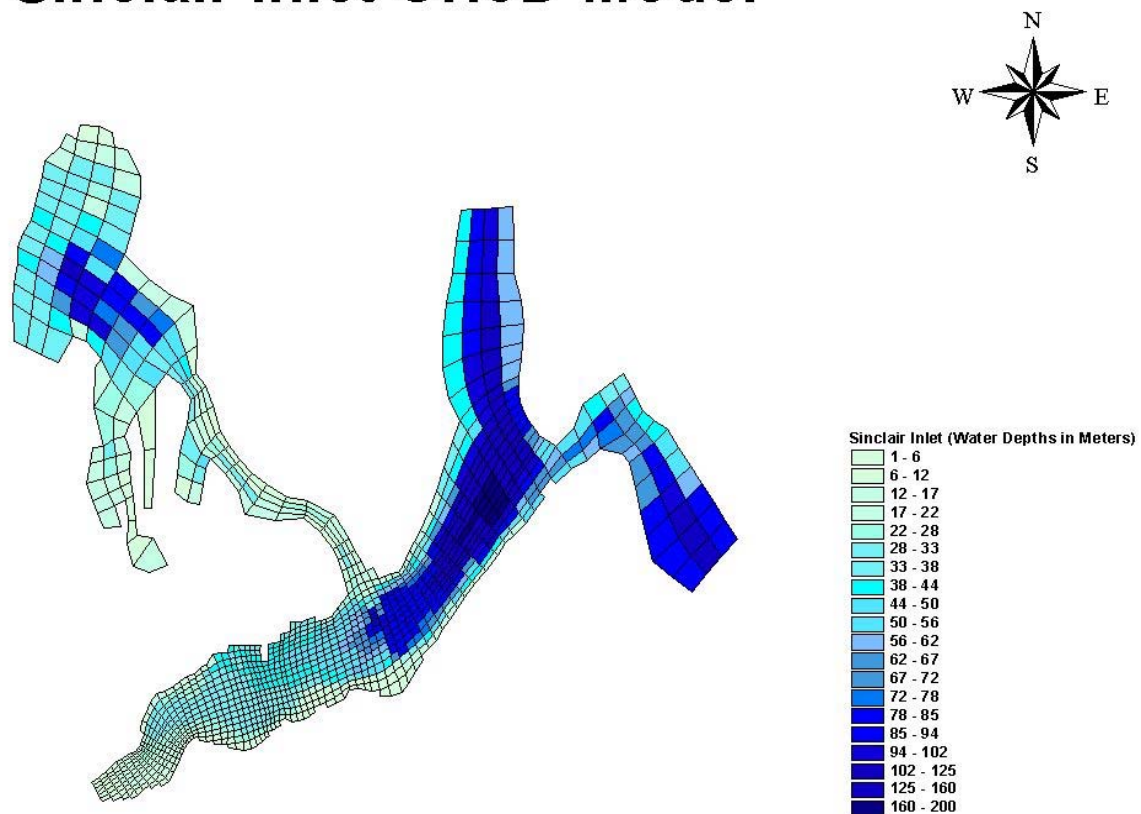 Model
N
W E
S
Sinclair Inlet (Water Depths in Meters)
1 - 6
6 - 12
12 - 17
17 - 22
22 - 28
28 - 33
33 - 38
38 - 44
44 - 50
50 - 56
56 - 62
62 - 67
67 - 72
72 - 78
78 - 85
85 - 94
94 - 102
102 - 125
125 - 160
160 - 200